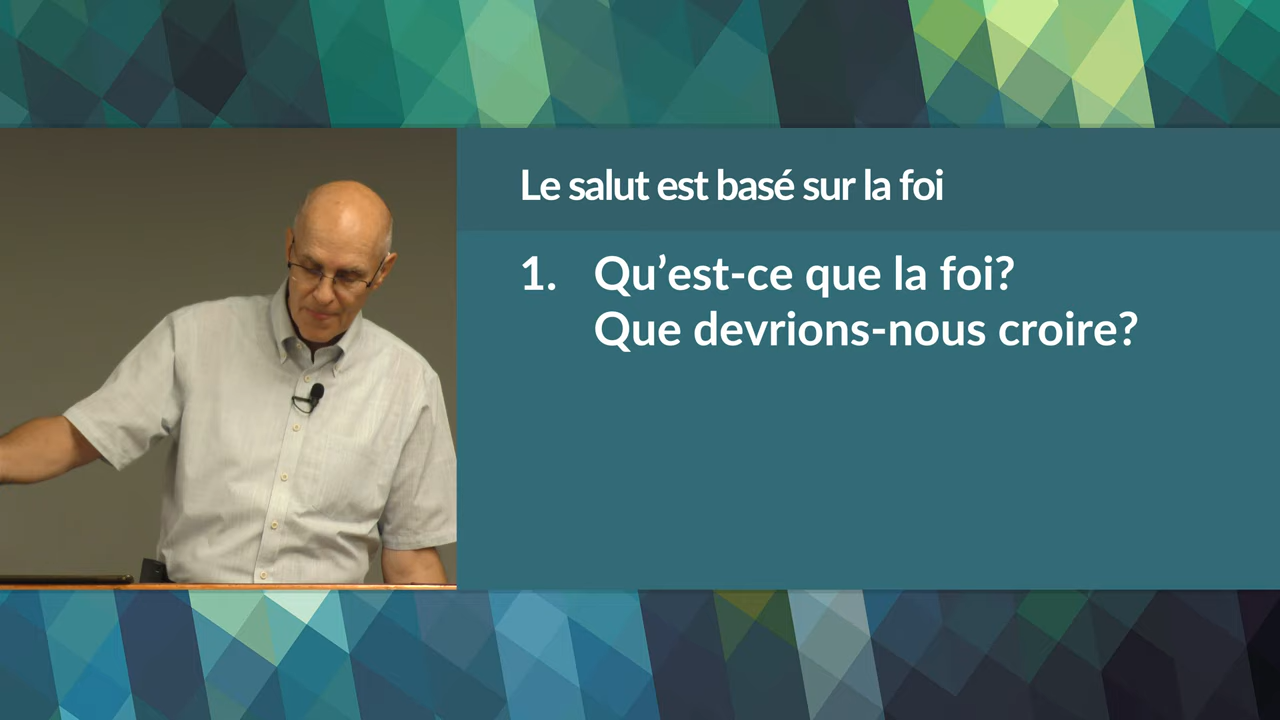 Le salut est basé sur la foi
1. Qu’est-ce que la foi?
Que devrions-nous croire?